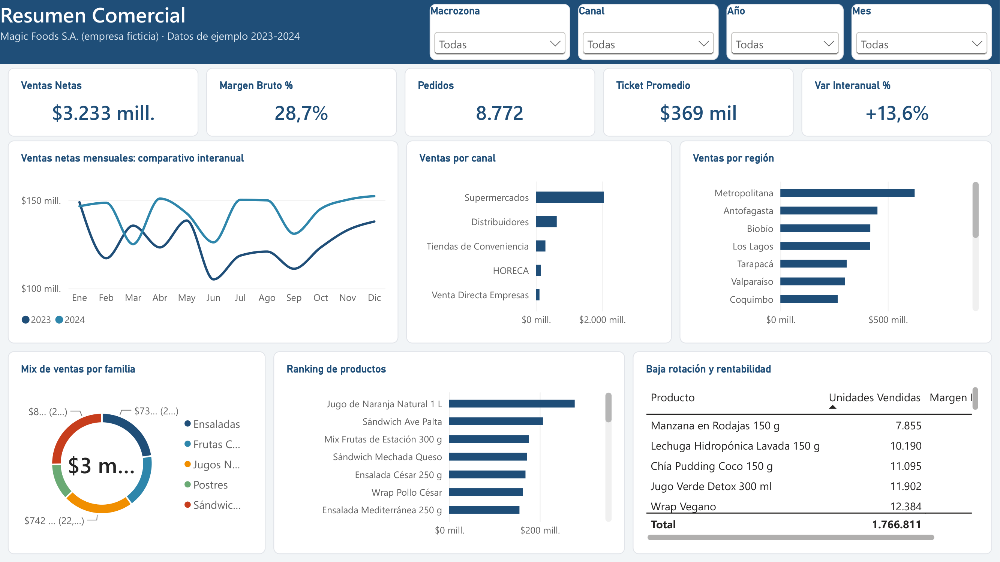 Resumen Comercial
Magic Foods S.A. (empresa ficticia) · Datos de ejemplo 2023-2024
Macrozona
Todas
Canal
Todas
Año
Todas
Mes
Todas
Ventas Netas
$3.233 mill.
Margen Bruto %
28,7%
Pedidos
8.772
Ticket Promedio
$369 mil
Var Interanual %
+13,6%
Ventas netas mensuales: comparativo interanual
$150 mill.
$100 mill.
Ene Feb Mar Abr May Jun Jul Ago Sep Oct Nov Dic
2023 2024
Ventas por canal
Supermercados
Distribuidores
Tiendas de Conveniencia
HORECA
Venta Directa Empresas
$0 mill. $2.000 mill.
Ventas por región
Metropolitana
Antofagasta
Biobío
Los Lagos
Tarapacá
Valparaíso
Coquimbo
$0 mill. $500 mill.
Mix de ventas por familia
$8... (2...)
$73... (2...)
$3 m...
$742 ... (22,...)
Ensaladas
Frutas C...
Jugos N...
Postres
Sándwic...
Ranking de productos
Jugo de Naranja Natural 1 L
Sándwich Ave Palta
Mix Frutas de Estación 300 g
Sándwich Mechada Queso
Ensalada César 250 g
Wrap Pollo César
Ensalada Mediterránea 250 g
$0 mill. $200 mill.
Baja rotación y rentabilidad
Producto Unidades Vendidas Margen
Manzana en Rodajas 150 g 7.855
Lechuga Hidropónica Lavada 150 g 10.190
Chía Pudding Coco 150 g 11.095
Jugo Verde Detox 300 ml 11.902
Wrap Vegano 12.384
Total 1.766.811